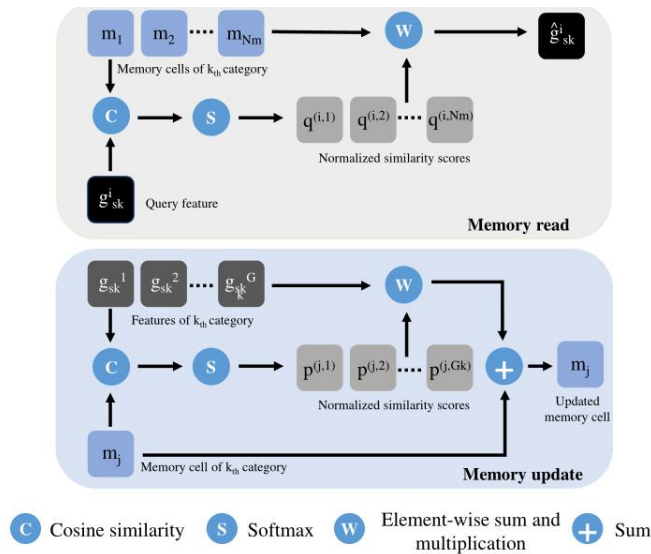 m1 m2 mNm W ĝisk
Memory cells of kth category
C S q(i,1) q(i,2) q(i,Nm)
Normalized similarity scores
gisk Query feature
Memory read
gsk1 gsk2 gskkG W
Features of kth category
C S p(j,1) p(j,2) p(j,Gk) + mj
Normalized similarity scores
Updated
memory cell
mj
Memory cell of kth category
Memory update
C Cosine similarity S Softmax W Element-wise sum and
multiplication + Sum